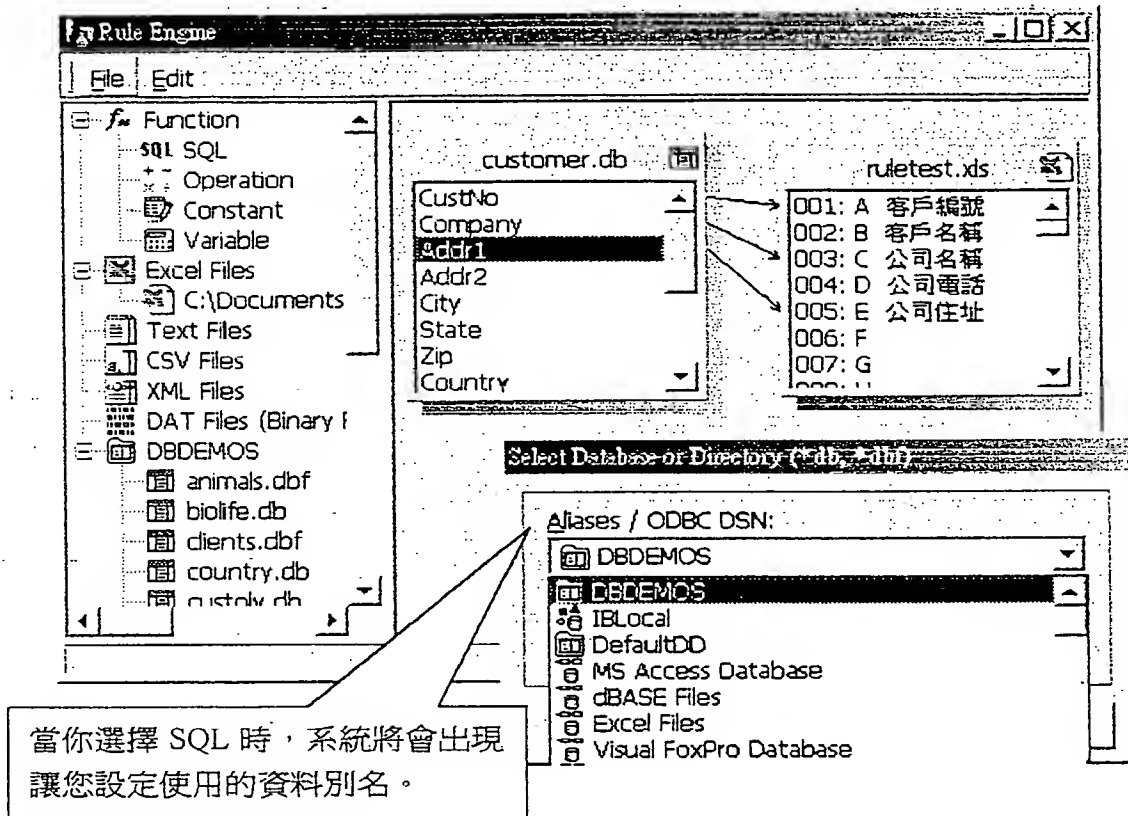 Rule Engine
File Edit
Function
SQL SQL
Operation
Constant
Variable
Excel Files
C:\Documents
Text Files
CSV Files
XML Files
DAT Files (Binary F
DBDEMOS
animals.dbf
biolife.db
clients.dbf
country.db
custoly.db
customer.db
CustNo
Company
Addr1
Addr2
City
State
Zip
Country
ruletest.xls
001: A 客戶編號
002: B 客戶名稱
003: C 公司名稱
004: D 公司電話
005: E 公司住址
006: F
007: G
Select Database or Directory (*.db, *.dbf)
Aliases / ODBC DSN:
DBDEMOS
DBDEMOS
IBLocal
DefaultDD
MS Access Database
dBASE Files
Excel Files
Visual FoxPro Database
當你選擇 SQL 時，系統將會出現
讓您設定使用的資料別名。